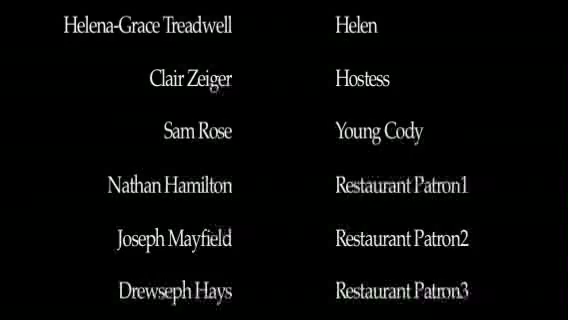 Helena-Grace Treadwell Helen
Clair Zeiger Hostess
Sam Rose Young Cody
Nathan Hamilton Restaurant Patron1
Joseph Mayfield Restaurant Patron2
Drewseph Hays Restaurant Patron3